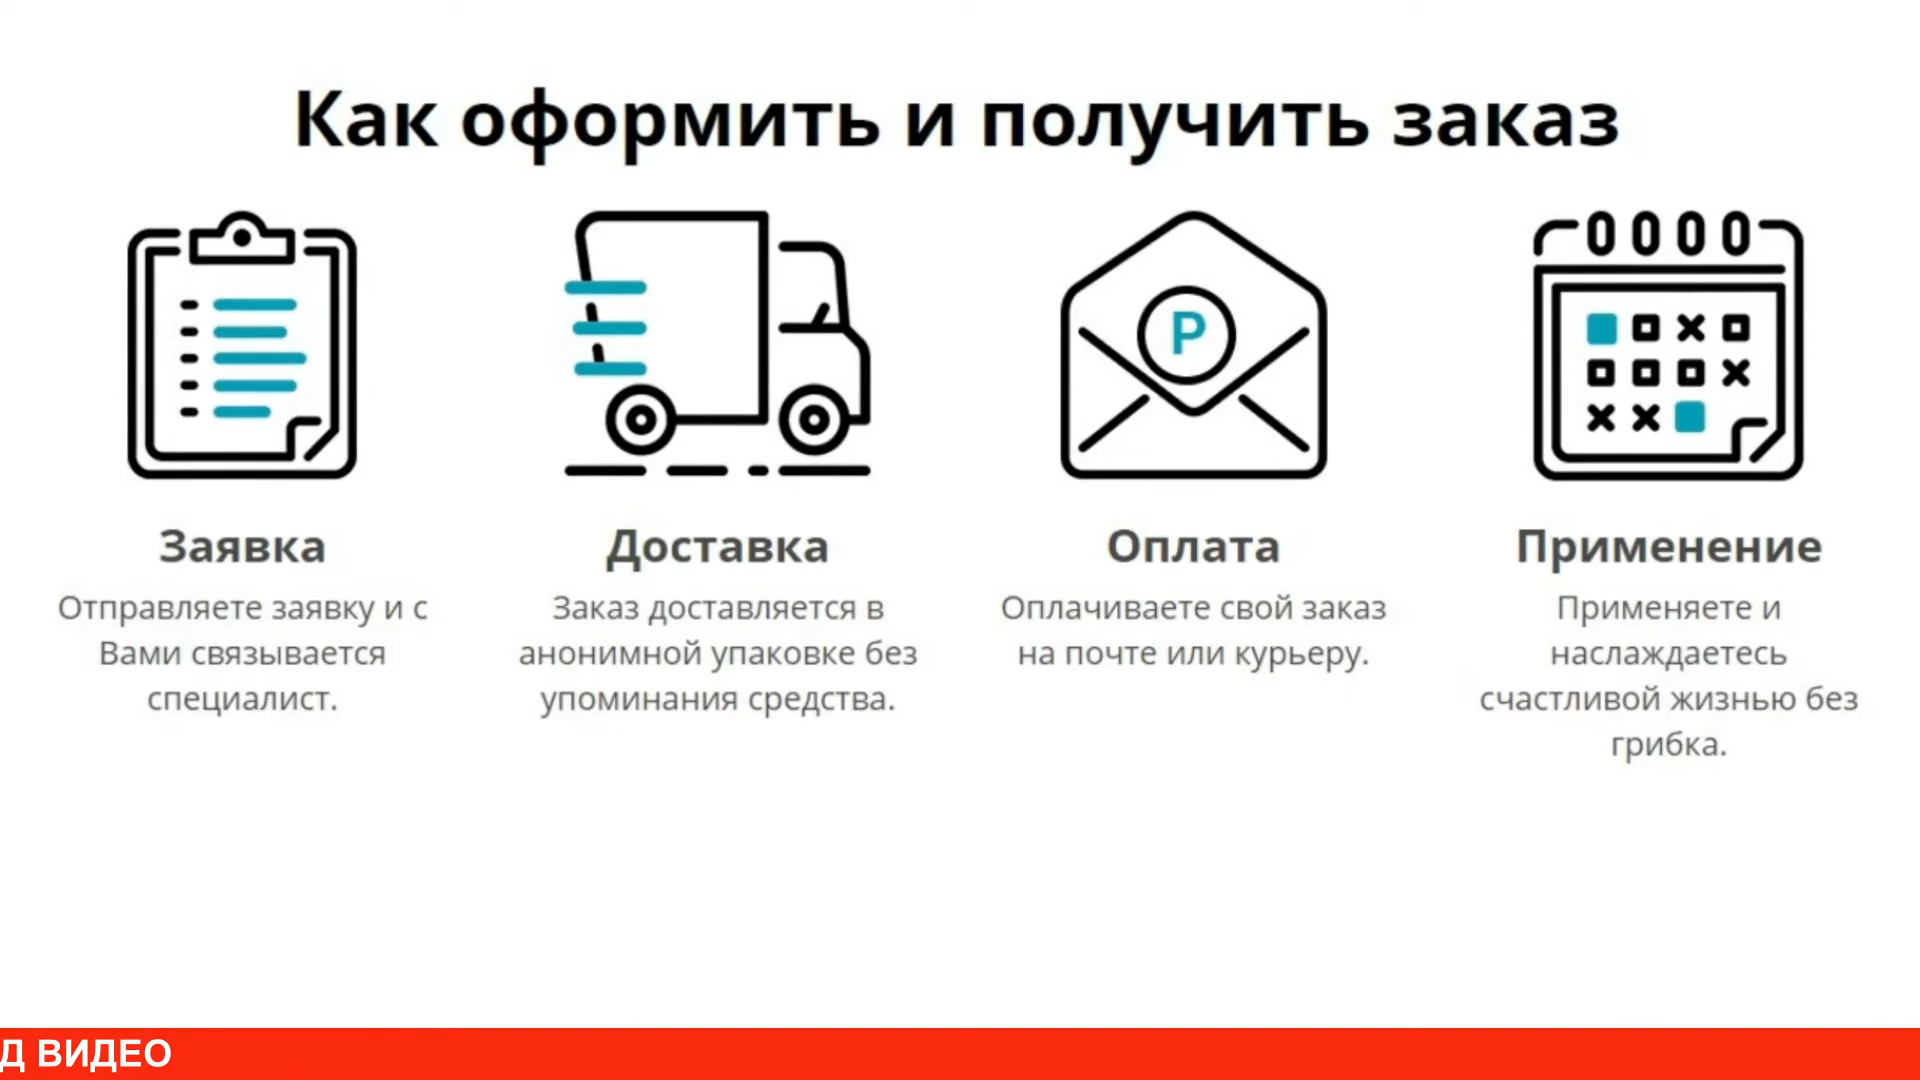 Как оформить и получить заказ
P
Заявка
Отправляете заявку и с
Вами связывается
специалист.
Доставка
Заказ доставляется в
анонимной упаковке без
упоминания средства.
Оплата
Оплачиваете свой заказ
на почте или курьеру.
Применение
Применяете и
наслаждаетесь
счастливой жизнью без
грибка.
Д ВИДЕО